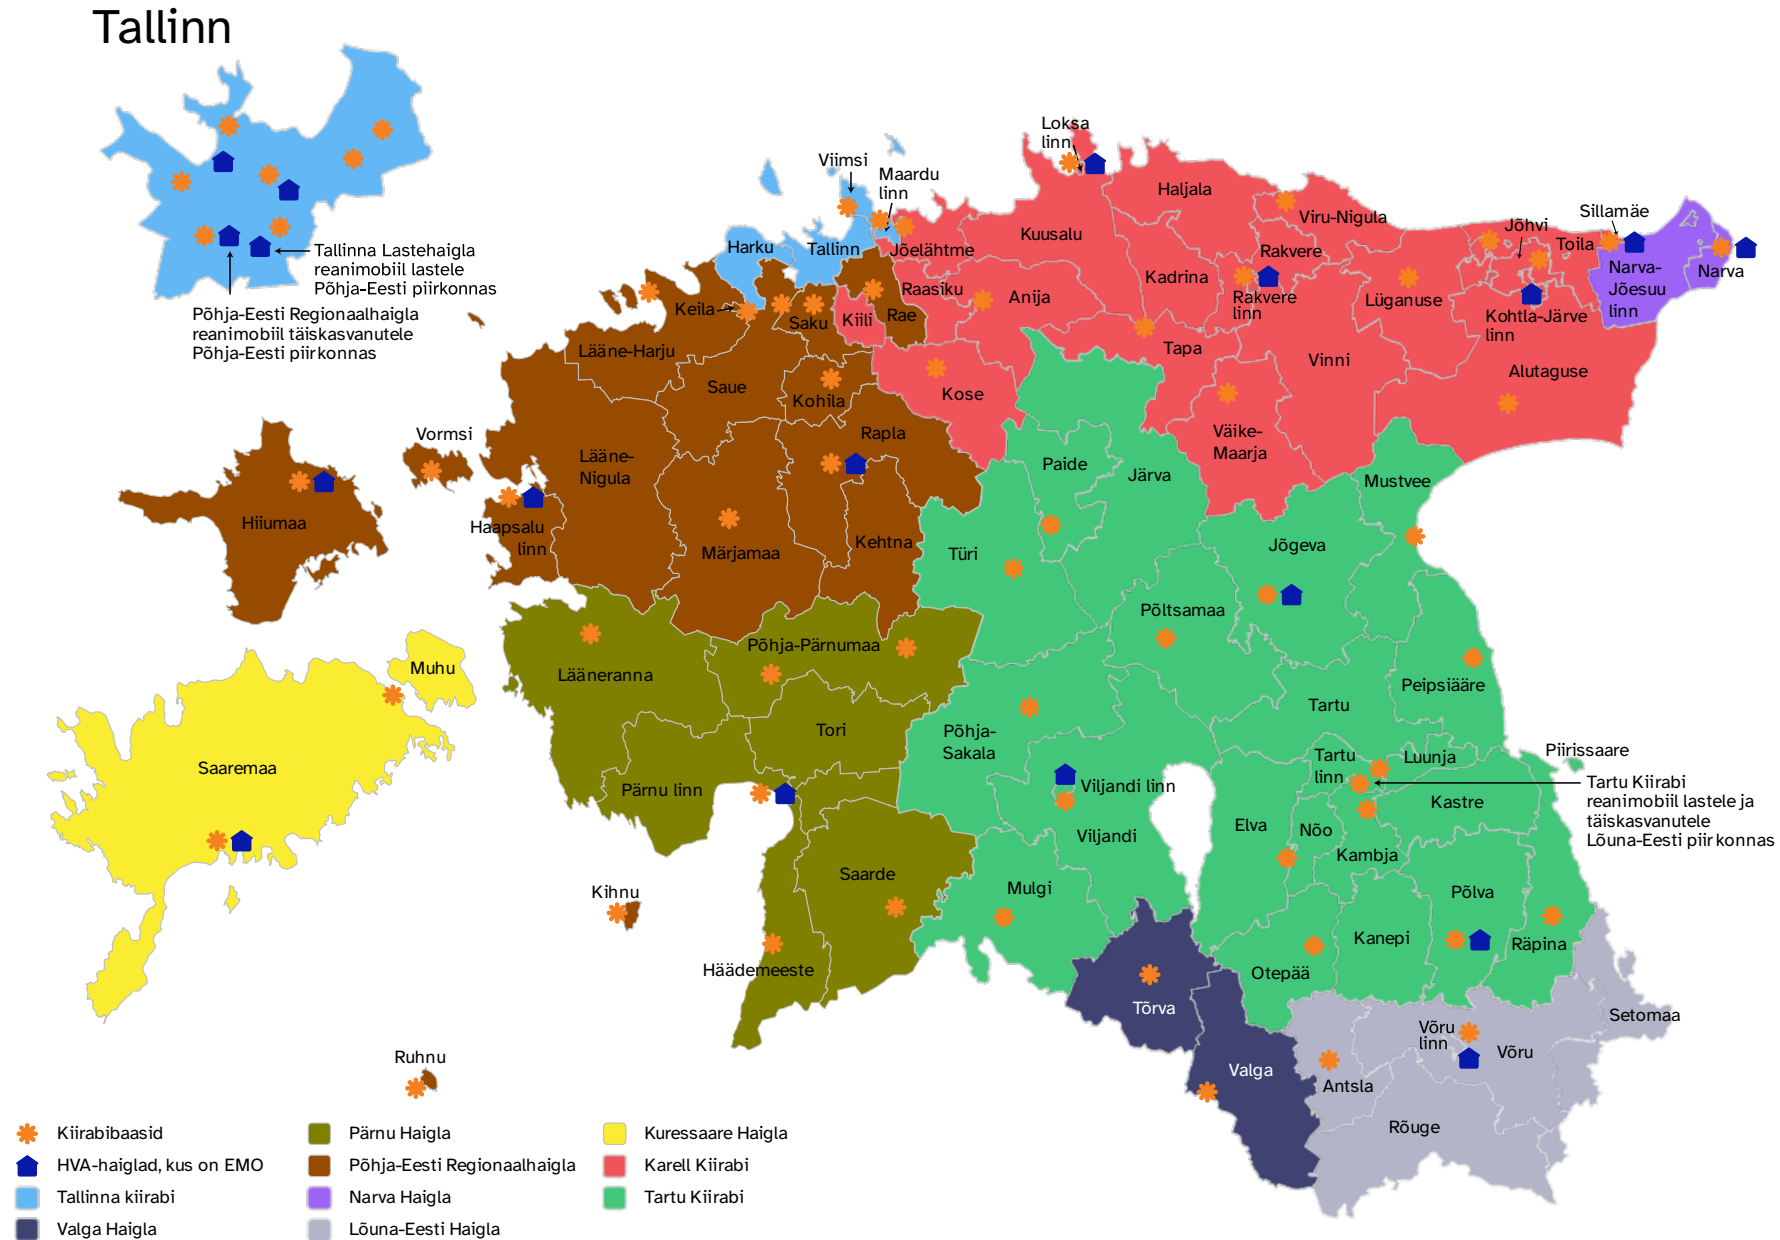 Tallinn
Tallinna Lastehaigla
reanimobiil lastele
Põhja-Eesti piirkonnas
Põhja-Eesti Regionaalhaigla
reanimobiil täiskasvanutele
Põhja-Eesti piirkonnas
Loksa
linn
Viimsi
Maardu
linn
Haljala
Viru-Nigula
Sillamäe
Jõhvi
Toila
Kuusalu
Harku
Tallinn
Jõelähtme
Rakvere
Narva-
Jõesuu
linn
Narva
Kadrina
Raasiku
Anija
Rakvere
linn
Lüganuse
Keila
Saku
Kiili
Rae
Kohtla-Järve
linn
Lääne-Harju
Tapa
Vinni
Alutaguse
Saue
Kohila
Kose
Väike-
Maarja
Vormsi
Rapla
Lääne-
Nigula
Paide
Järva
Mustvee
Hiiumaa
Haapsalu
linn
Märjamaa
Kehtna
Türi
Jõgeva
Põltsamaa
Põhja-Pärnumaa
Lääneranna
Muhu
Peipsiääre
Tartu
Tori
Põhja-
Sakala
Saaremaa
Tartu
linn
Luunja
Piirissaare
Pärnu linn
Viljandi linn
Tartu Kiirabi
reanimobiil lastele ja
täiskasvanutele
Lõuna-Eesti piirkonnas
Kastre
Elva
Nõo
Viljandi
Kambja
Saarde
Mulgi
Kihnu
Põlva
Kanepi
Räpina
Häädemeeste
Otepää
Tõrva
Setomaa
Võru
linn
Võru
Ruhnu
Valga
Antsla
Rõuge
Kiirabibaasid
HVA-haiglad, kus on EMO
Tallinna kiirabi
Valga Haigla
Pärnu Haigla
Põhja-Eesti Regionaalhaigla
Narva Haigla
Lõuna-Eesti Haigla
Kuressaare Haigla
Karell Kiirabi
Tartu Kiirabi